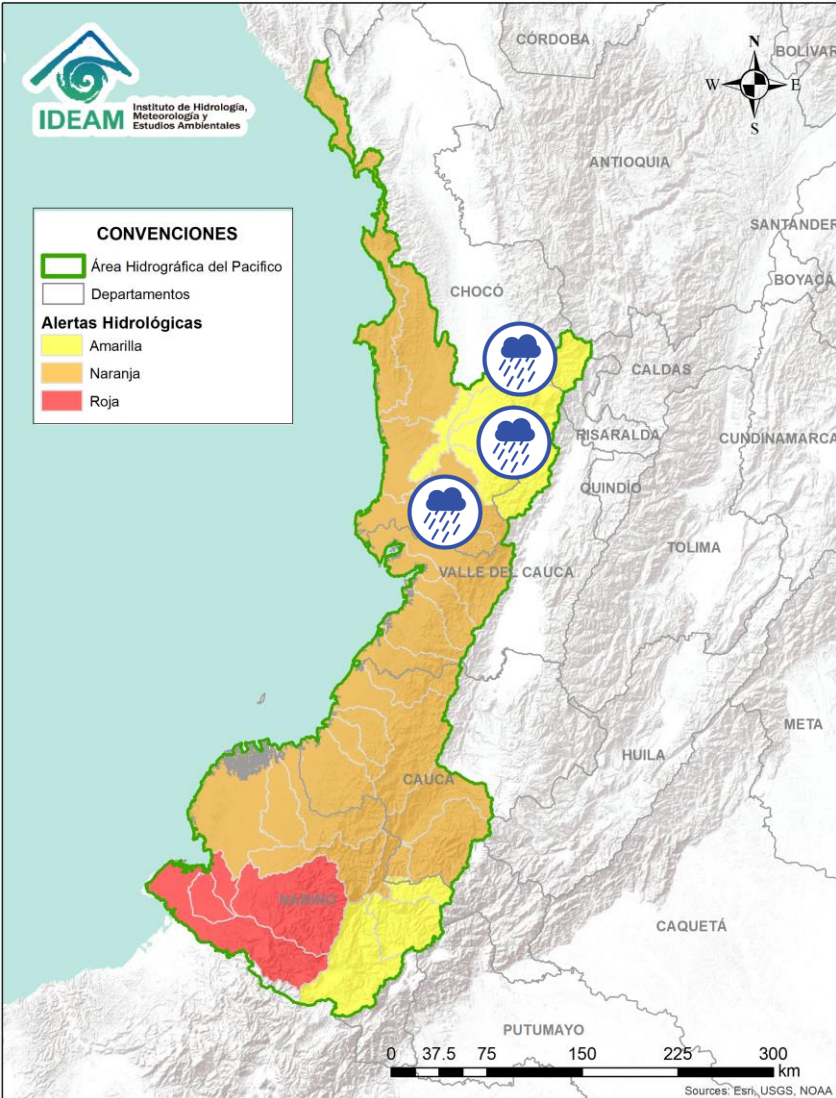 IDEAM
Instituto de Hidrología,
Meteorología y
Estudios Ambientales
CÓRDOBA
BOLÍVAR
N
W
E
S
ANTIOQUIA
SANTANDER
CONVENCIONES
Área Hidrográfica del Pacifico
Departamentos
Alertas Hidrológicas
Amarilla
Naranja
Roja
BOYACÁ
CHOCÓ
CALDAS
RISARALDA
CUNDINAMARCA
QUINDÍO
TOLIMA
VALLE DEL CAUCA
META
HUILA
CAUCA
NARIÑO
CAQUETÁ
PUTUMAYO
0 37.5 75 150 225 300
km
Sources: Esri, USGS, NOAA